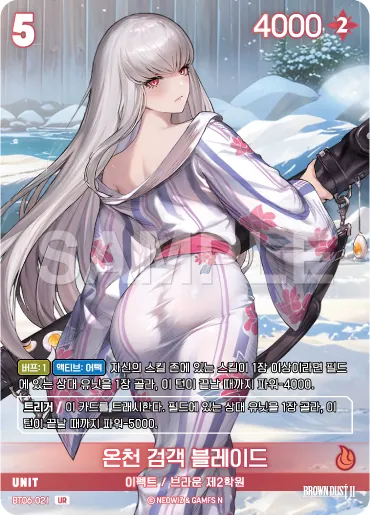 5
4000 2
SAMPLE
버프:1 액티브: 어택 자신의 스킬 존에 있는 스킬이 1장 이상이라면 필드
에 있는 상대 유닛을 1장 골라, 이 턴이 끝날 때까지 파워-4000.
트리거 / 이 카드를 트래시한다. 필드에 있는 상대 유닛을 1장 골라, 이
턴이 끝날 때까지 파워-5000.
온천 검객 블레이드
UNIT
이펙트 / 브라운 제2학원
BROWN DUST II
BT06-021 UR
© NEOWIZ & GAMFS N